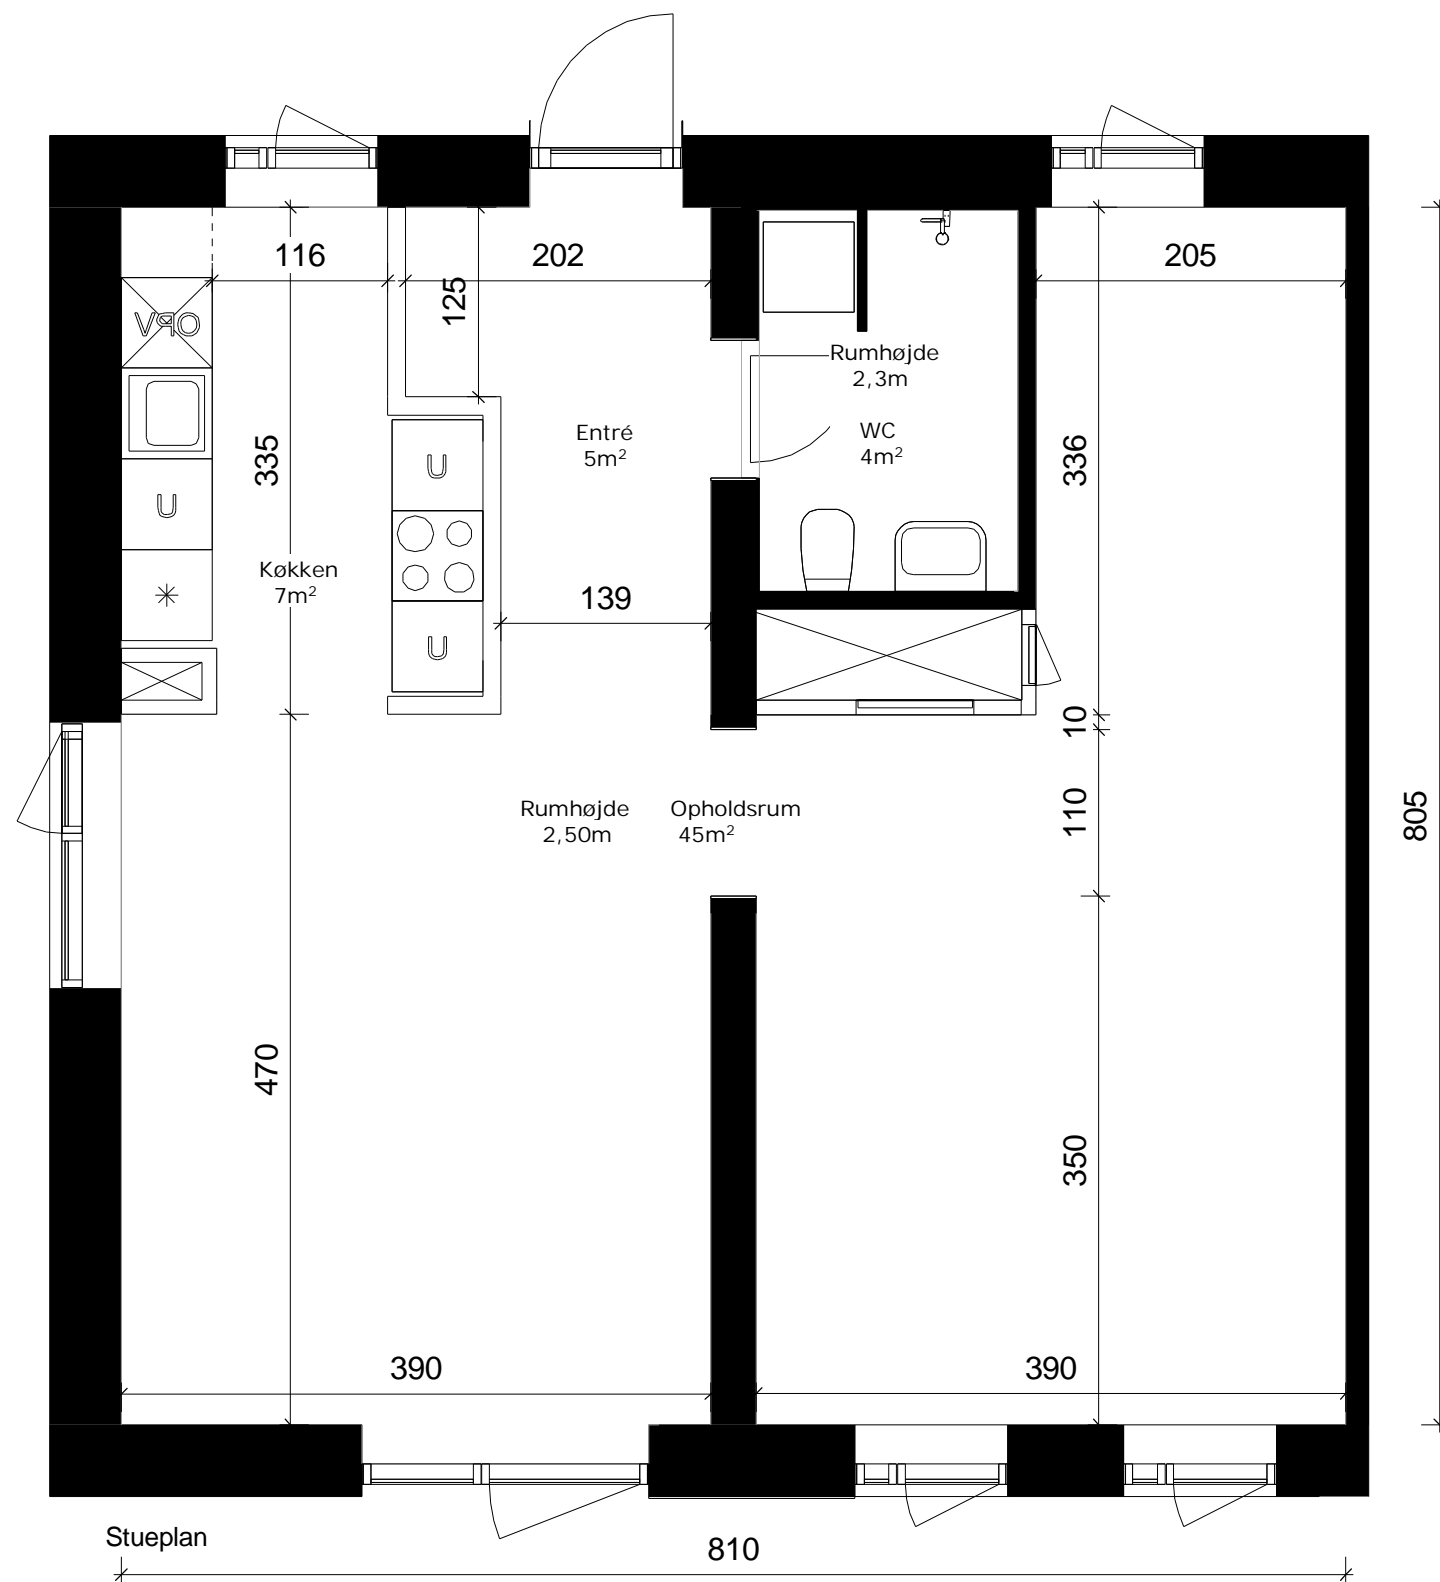 116
202
205
125
OPV
Rumhøjde
2,3m
Entré
5m²
WC
4m²
335
336
U
U
Køkken
7m²
139
U
10
Rumhøjde
2,50m
Opholdsrum
45m²
110
805
470
350
390
390
Stueplan
810